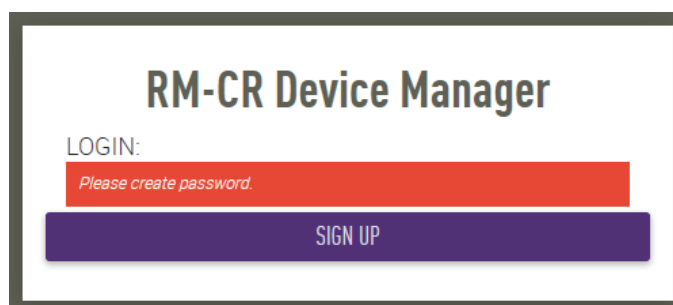 RM-CR Device Manager
LOGIN:
Please create password.
SIGN UP